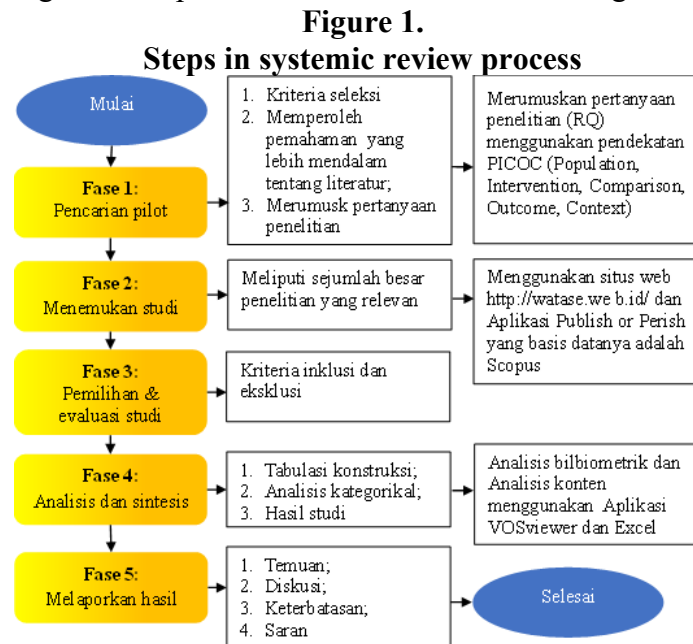 Figure 1.
Steps in systemic review process
Mulai
Fase 1:
Pencarian pilot
1. Kriteria seleksi
2. Memperoleh
pemahaman yang
lebih mendalam
tentang literatur;
3. Merumusk pertanyaan
penelitian
Merumuskan pertanyaan
penelitian (RQ)
menggunakan pendekatan
PICOC (Population,
Intervention, Comparison,
Outcome, Context)
Fase 2:
Menemukan studi
Meliputi sejumlah besar
penelitian yang relevan
Menggunakan situs web
http://watase.we b.id/ dan
Aplikasi Publish or Perish
yang basis datanya adalah
Scopus
Fase 3:
Pemilihan &
evaluasi studi
Kriteria inklusi dan
eksklusi
Fase 4:
Analisis dan sintesis
1. Tabulasi konstruksi;
2. Analisis kategorikal;
3. Hasil studi
Analisis bilbiometrik dan
Analisis konten
menggunakan Aplikasi
VOSviewer dan Excel
Fase 5:
Melaporkan hasil
1. Temuan;
2. Diskusi;
3. Keterbatasan;
4. Saran
Selesai